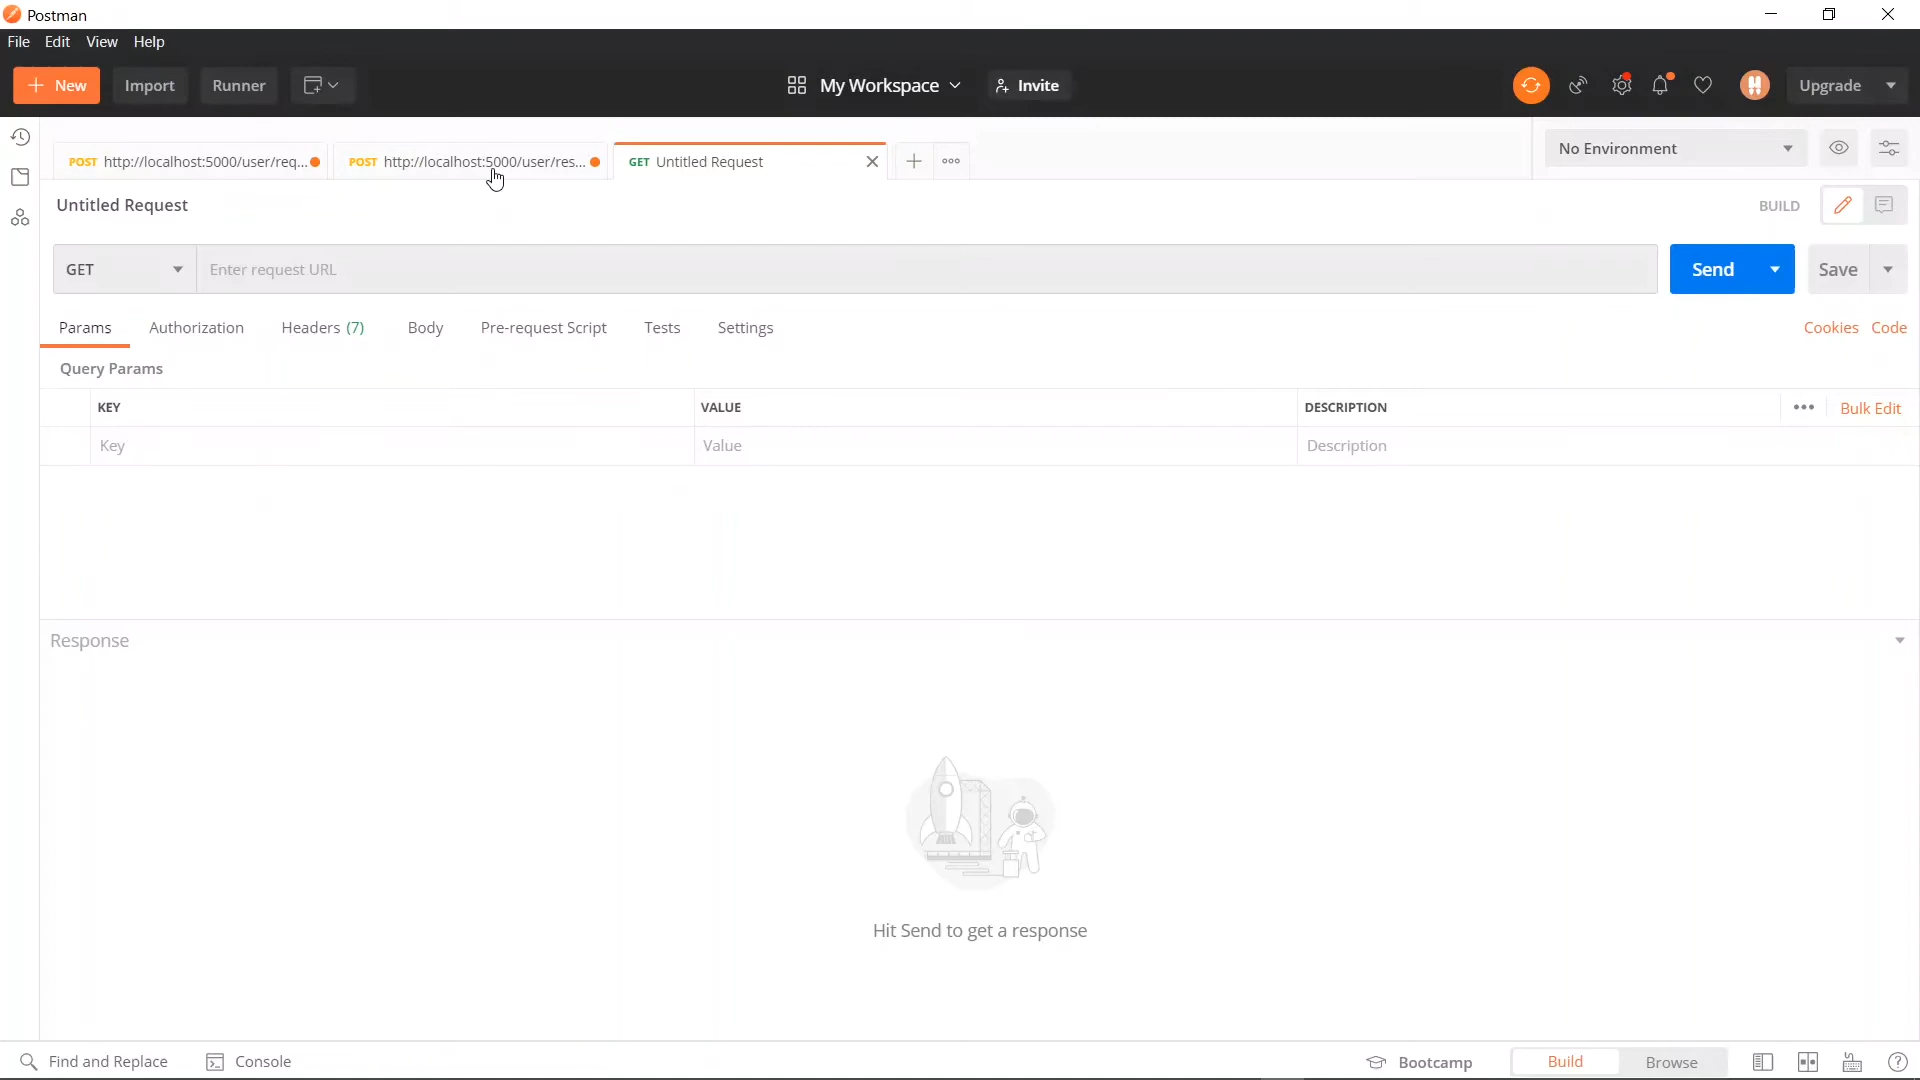 Postman
File Edit View Help
New Import Runner My Workspace Invite Upgrade
POST http://localhost:5000/user/req... POST http://localhost:5000/user/res... GET Untitled Request No Environment
Untitled Request BUILD
GET Enter request URL Send Save
Params Authorization Headers (7) Body Pre-request Script Tests Settings Cookies Code
Query Params
KEY VALUE DESCRIPTION Bulk Edit
Key Value Description
Response
Hit Send to get a response
Find and Replace Console Bootcamp Build Browse